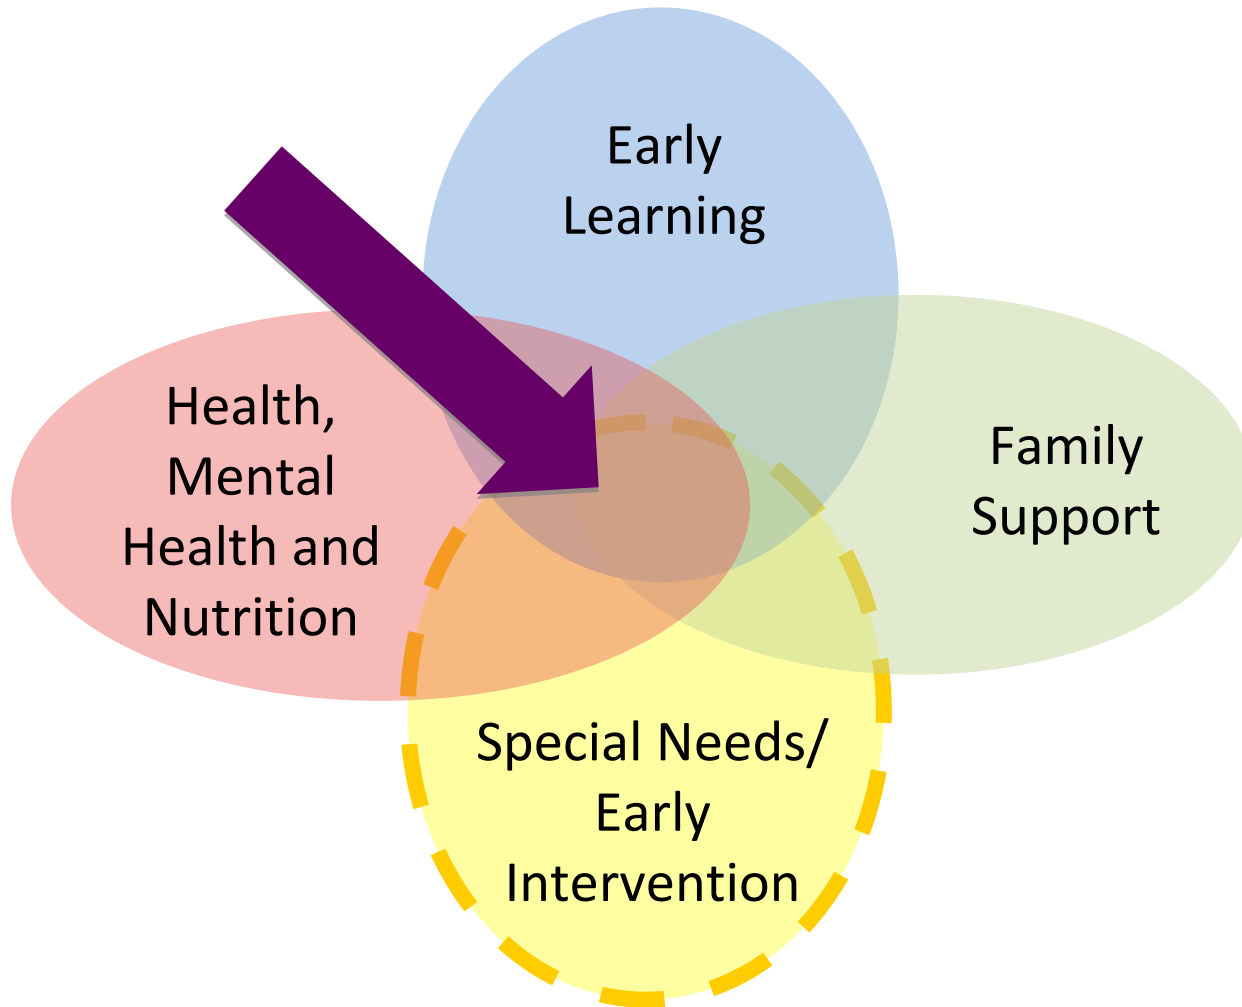 Early
Learning
Health,
Mental
Health and
Nutrition
Family
Support
Special Needs/
Early
Intervention